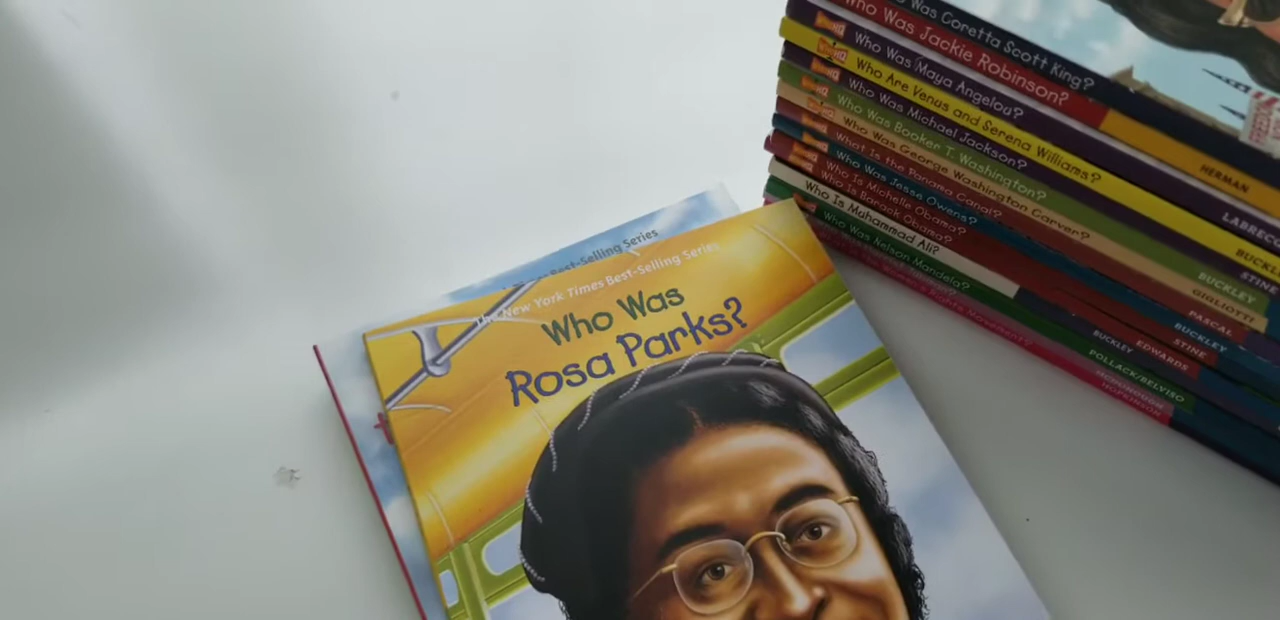 Best-Selling Series
The New York Times Best-Selling Series
Who Was
Rosa Parks?
Who Was Coretta Scott King?
Who Was Jackie Robinson?
HERMAN
Who Was Maya Angelou?
LABRECQ
Who Are Venus and Serena Williams?
BUCKL
Who Was Michael Jackson?
STINE
Who Was Booker T. Washington?
BUCKLEY
Who Was George Washington Carver?
GIGLIOTTI
What Is the Panama Canal?
PASCAL
Who Was Jesse Owens?
BUCKLEY
Who Is Michelle Obama?
STINE
Who Is Barack Obama?
EDWARDS
Who Is Muhammad Ali?
BUCKLEY
Who Was Nelson Mandela?
POLLACK/BELVISO